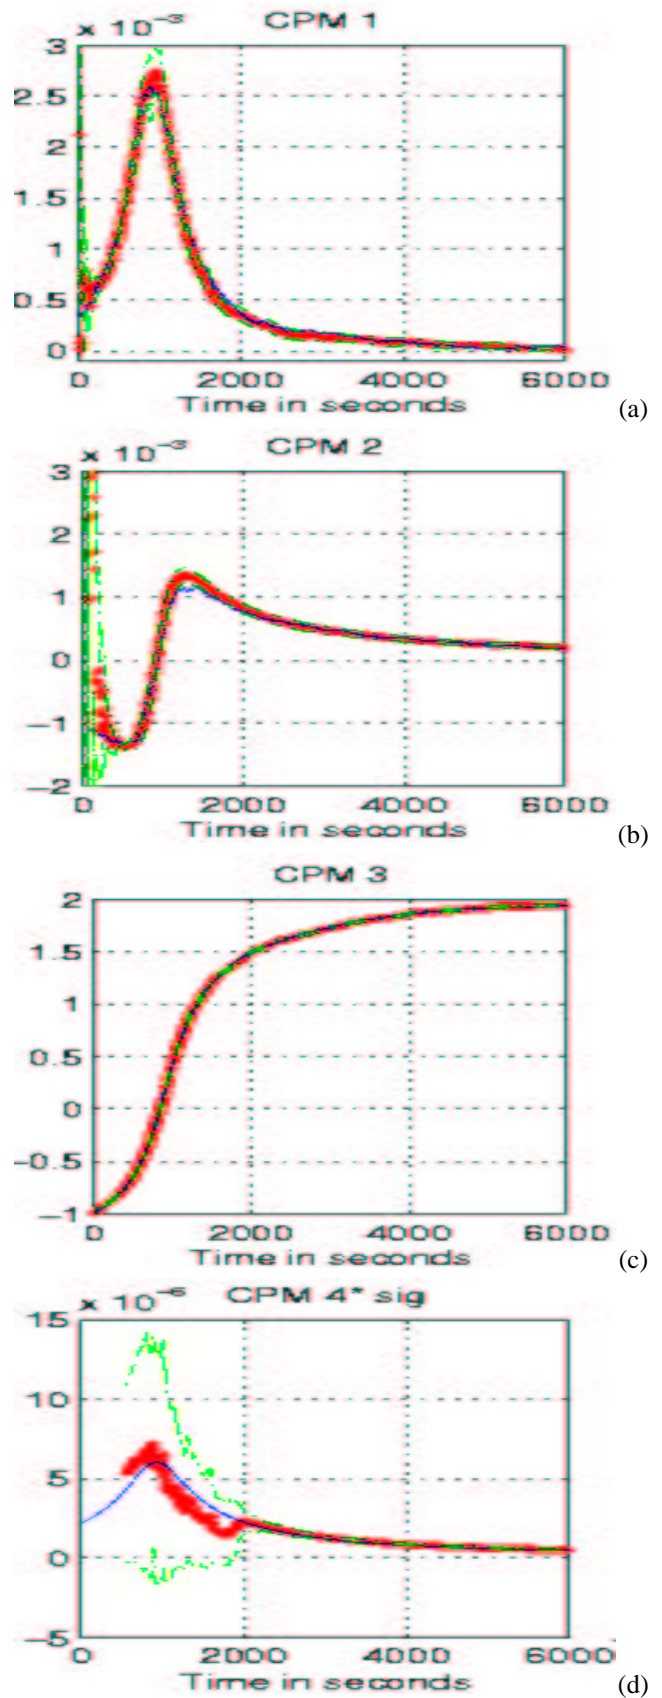 x 10⁻³ CPM 1
3
2.5
2
1.5
1
0.5
0
0 2000 4000 6000
Time in seconds
(a)
x 10⁻³ CPM 2
3
2
1
0
−1
−2
0 2000 4000 6000
Time in seconds
(b)
CPM 3
2
1.5
1
0.5
0
−0.5
−1
0 2000 4000 6000
Time in seconds
(c)
x 10⁻⁶ CPM 4* sig
15
10
5
0
−5
0 2000 4000 6000
Time in seconds
(d)